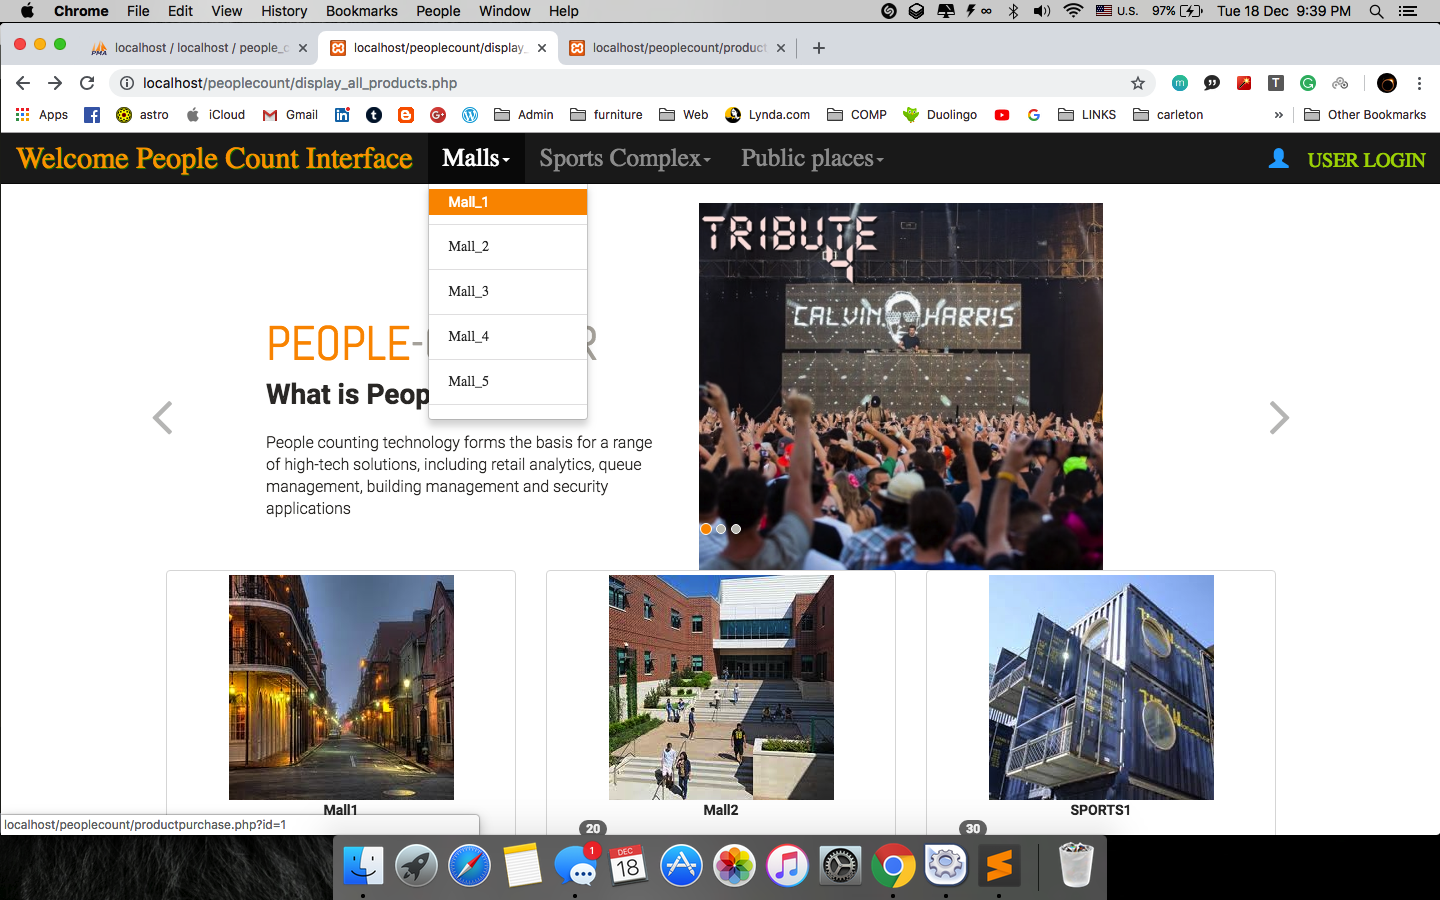 Chrome File Edit View History Bookmarks People Window Help U.S. 97% Tue 18 Dec 9:39 PM
localhost / localhost / people_c localhost/peoplecount/display_ localhost/peoplecount/product
localhost/peoplecount/display_all_products.php
Apps astro iCloud Gmail Admin furniture Web Lynda.com COMP Duolingo LINKS carleton » Other Bookmarks
Welcome People Count Interface Malls Sports Complex Public places USER LOGIN
Mall_1
Mall_2
Mall_3
Mall_4
Mall_5
TRIBUTE
4
CALVIN HARRIS
PEOPLE-
What is Peop
People counting technology forms the basis for a range
of high-tech solutions, including retail analytics, queue
management, building management and security
applications
Mall1 Mall2 SPORTS1
20 30
localhost/peoplecount/productpurchase.php?id=1
1
DEC
18